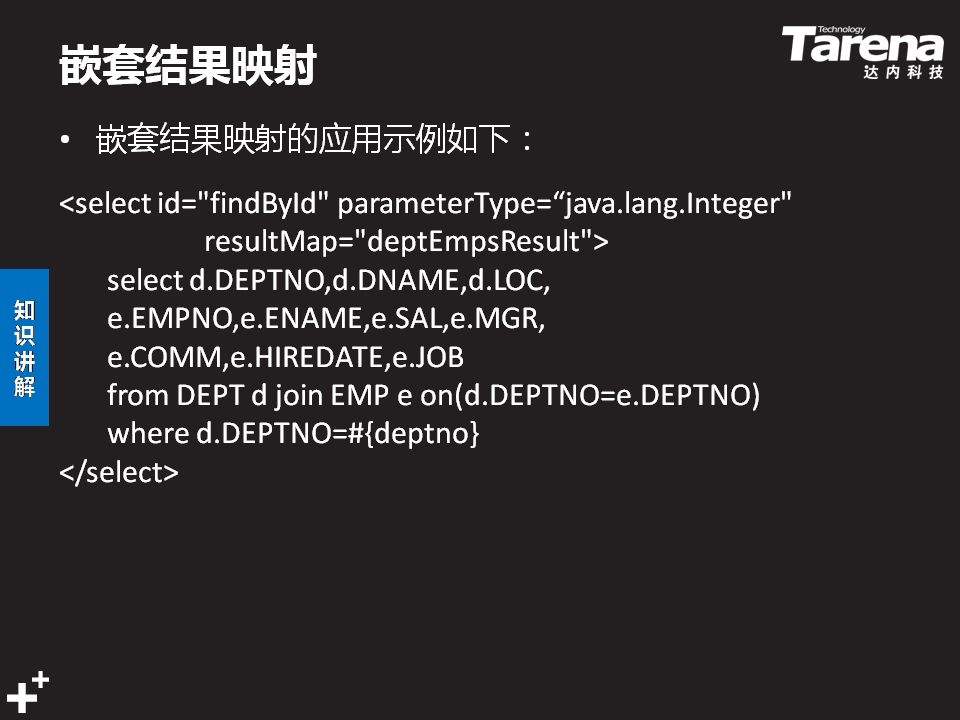 嵌套结果映射
Technology
Tarena
达内科技
• 嵌套结果映射的应用示例如下：
<select id="findById" parameterType=“java.lang.Integer"
resultMap="deptEmpsResult">
select d.DEPTNO,d.DNAME,d.LOC,
e.EMPNO,e.ENAME,e.SAL,e.MGR,
e.COMM,e.HIREDATE,e.JOB
from DEPT d join EMP e on(d.DEPTNO=e.DEPTNO)
where d.DEPTNO=#{deptno}
</select>
知识讲解